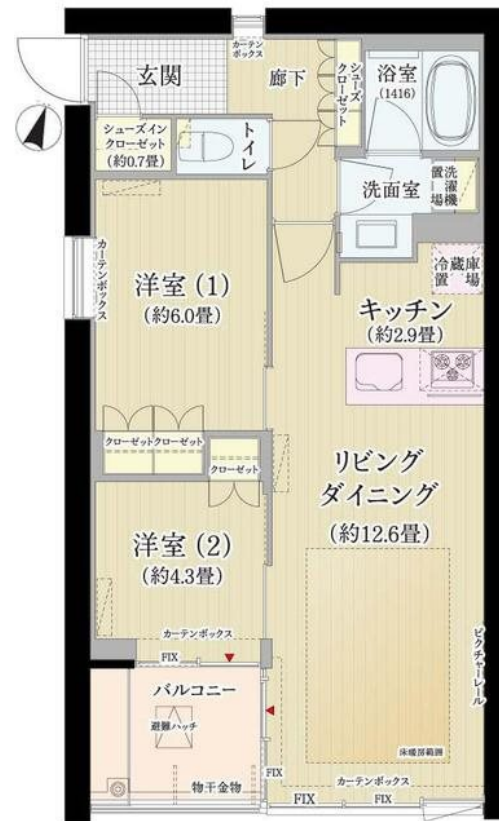 カーテン
ボックス
玄関
廊下
シューズ
クローゼット
浴室
(1416)
シューズイン
クローゼット
(約0.7畳)
トイレ
洗面室
洗濯機
置場
カーテンボックス
洋室 (1)
(約6.0畳)
冷蔵庫
置場
キッチン
(約2.9畳)
クローゼット
クローゼット
クローゼット
リビング
ダイニング
(約12.6畳)
洋室 (2)
(約4.3畳)
カーテンボックス
FIX
ピクチャーレール
バルコニー
避難ハッチ
物干金物
床暖房範囲
FIX
カーテンボックス
FIX
FIX